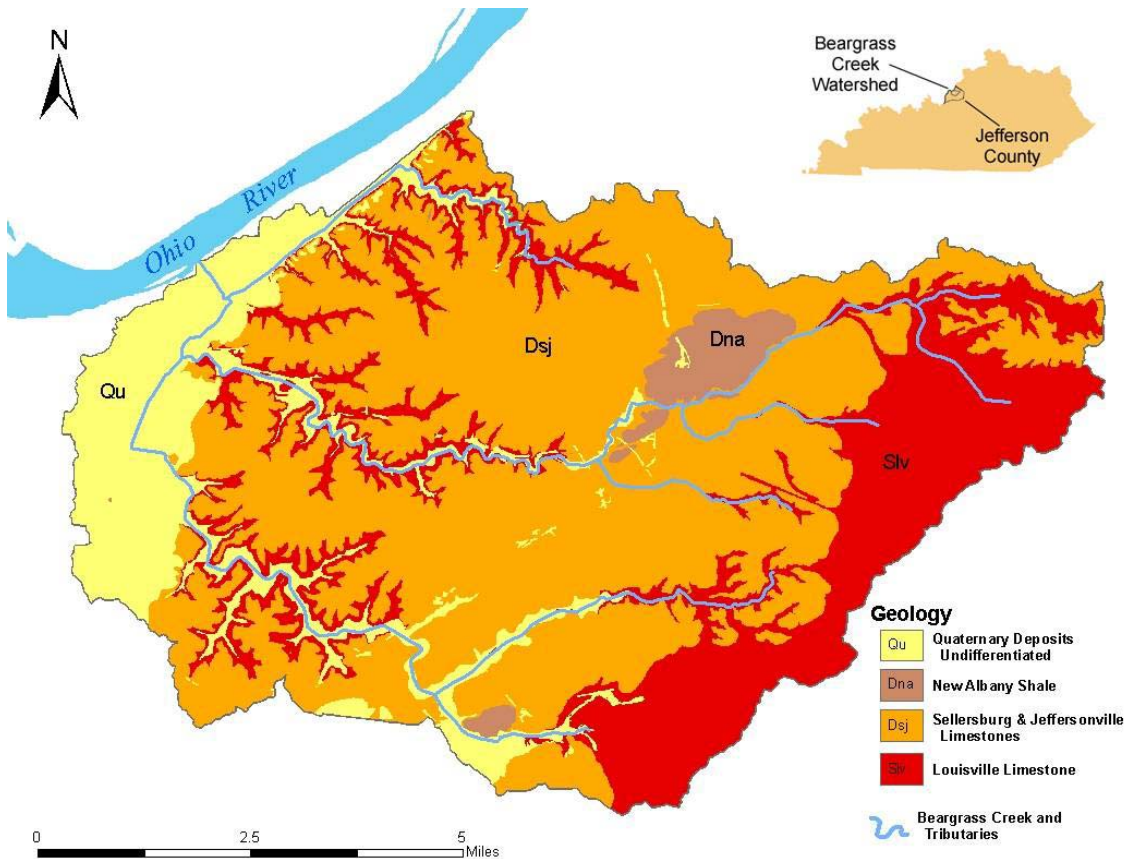 N
Beargrass
Creek
Watershed
Jefferson
County
Ohio River
Dsj
Dna
Qu
Slv
Geology
Qu Quaternary Deposits
Undifferentiated
Dna New Albany Shale
Dsj Sellersburg & Jeffersonville
Limestones
Slv Louisville Limestone
Beargrass Creek and
Tributaries
0 2.5 5
Miles